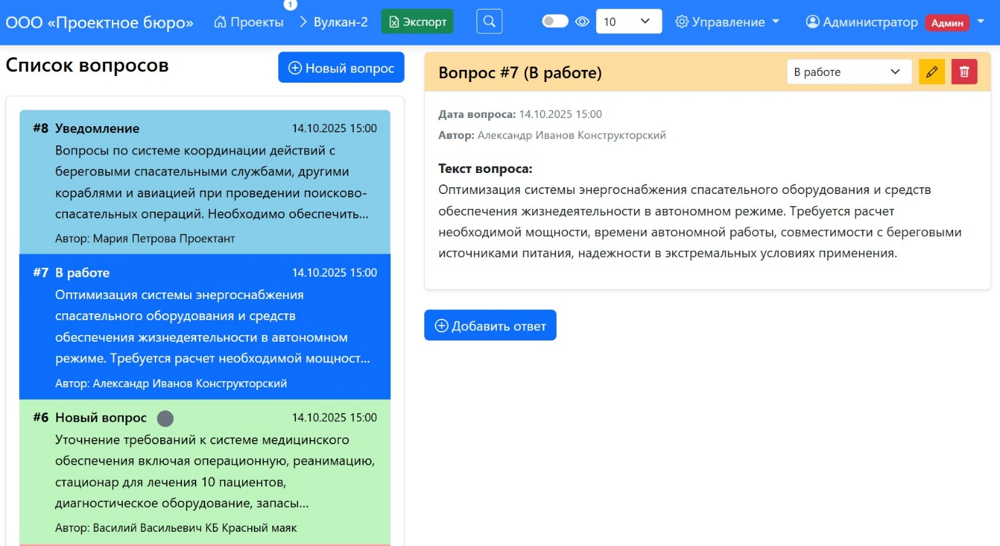 1
ООО «Проектное бюро» Проекты Вулкан-2 Экспорт 10 Управление Администратор Админ
Список вопросов
Новый вопрос
#8 Уведомление 14.10.2025 15:00
Вопросы по системе координации действий с
береговыми спасательными службами, другими
кораблями и авиацией при проведении поисково-
спасательных операций. Необходимо обеспечить...
Автор: Мария Петрова Проектант
#7 В работе 14.10.2025 15:00
Оптимизация системы энергоснабжения
спасательного оборудования и средств
обеспечения жизнедеятельности в автономном
режиме. Требуется расчет необходимой мощност...
Автор: Александр Иванов Конструкторский
#6 Новый вопрос 14.10.2025 15:00
Уточнение требований к системе медицинского
обеспечения включая операционную, реанимацию,
стационар для лечения 10 пациентов,
диагностическое оборудование, запасы...
Автор: Василий Васильевич КБ Красный маяк
Вопрос #7 (В работе) В работе
Дата вопроса: 14.10.2025 15:00
Автор: Александр Иванов Конструкторский
Текст вопроса:
Оптимизация системы энергоснабжения спасательного оборудования и средств
обеспечения жизнедеятельности в автономном режиме. Требуется расчет
необходимой мощности, времени автономной работы, совместимости с береговыми
источниками питания, надежности в экстремальных условиях применения.
Добавить ответ